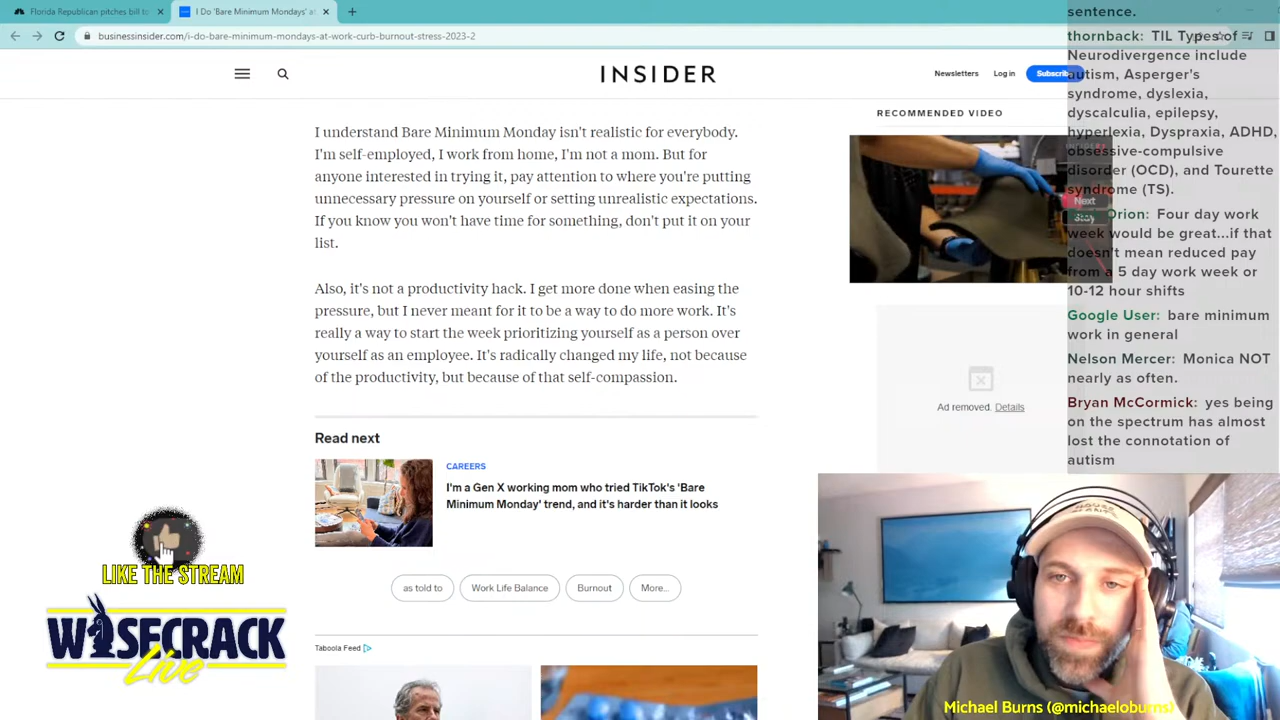 Florida Republican pitches bill to
I Do 'Bare Minimum Mondays' a
businessinsider.com/i-do-bare-minimum-mondays-at-work-curb-burnout-stress-2023-2
INSIDER
Newsletters
Log in
Subscribe
I understand Bare Minimum Monday isn't realistic for everybody.
I'm self-employed, I work from home, I'm not a mom. But for
anyone interested in trying it, pay attention to where you're putting
unnecessary pressure on yourself or setting unrealistic expectations.
If you know you won't have time for something, don't put it on your
list.
Also, it's not a productivity hack. I get more done when easing the
pressure, but I never meant for it to be a way to do more work. It's
really a way to start the week prioritizing yourself as a person over
yourself as an employee. It's radically changed my life, not because
of the productivity, but because of that self-compassion.
Read next
CAREERS
I'm a Gen X working mom who tried TikTok's 'Bare
Minimum Monday' trend, and it's harder than it looks
as told to
Work Life Balance
Burnout
More...
Taboola Feed
RECOMMENDED VIDEO
Next
Stay
Ad removed. Details
sentence.
thornback: TIL Types of
Neurodivergence include
autism, Asperger's
syndrome, dyslexia,
dyscalculia, epilepsy,
hyperlexia, Dyspraxia, ADHD,
obsessive-compulsive
disorder (OCD), and Tourette
syndrome (TS).
Orion: Four day work
week would be great...if that
doesn't mean reduced pay
from a 5 day work week or
10-12 hour shifts
Google User: bare minimum
work in general
Nelson Mercer: Monica NOT
nearly as often.
Bryan McCormick: yes being
on the spectrum has almost
lost the connotation of
autism
LIKE THE STREAM
WISECRACK
Live
Michael Burns (@michaeloburns)